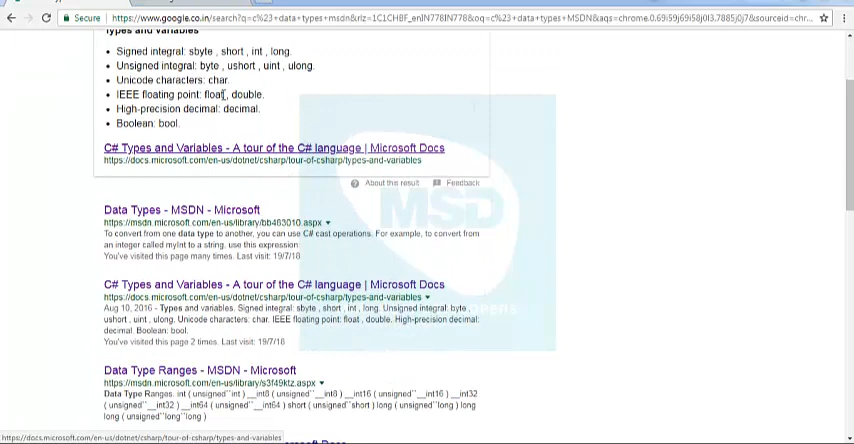 Secure
https://www.google.co.in/search?q=c%23+data+types+msdn&rlz=1C1CHBF_enIN778IN778&oq=c%23+data+types+MSDN&aqs=chrome.0.69i59j69i58j0l3.7885j0j7&sourceid=chr...
Types and variables
Signed integral: sbyte , short , int , long.
Unsigned integral: byte , ushort , uint , ulong.
Unicode characters: char.
IEEE floating point: float , double.
High-precision decimal: decimal.
Boolean: bool.
C# Types and Variables - A tour of the C# language | Microsoft Docs
https://docs.microsoft.com/en-us/dotnet/csharp/tour-of-csharp/types-and-variables
About this result Feedback
MSD
Data Types - MSDN - Microsoft
https://msdn.microsoft.com/en-us/library/bb463010.aspx
To convert from one data type to another, you can use C# cast operations. For example, to convert from
an integer called myInt to a string, use this expression:
You've visited this page many times. Last visit: 19/7/18
C# Types and Variables - A tour of the C# language | Microsoft Docs
https://docs.microsoft.com/en-us/dotnet/csharp/tour-of-csharp/types-and-variables
Aug 10, 2016 - Types and variables. Signed integral: sbyte , short , int , long. Unsigned integral: byte ,
ushort , uint , ulong. Unicode characters: char. IEEE floating point: float , double. High-precision decimal:
decimal. Boolean: bool.
You've visited this page 2 times. Last visit: 19/7/18
Data Type Ranges - MSDN - Microsoft
https://msdn.microsoft.com/en-us/library/s3f49ktz.aspx
Data Type Ranges. int ( unsigned``int ) __int8 ( unsigned``__int8 ) __int16 ( unsigned``__int16 ) __int32
( unsigned``__int32 ) __int64 ( unsigned``__int64 ) short ( unsigned``short ) long ( unsigned``long ) long
long ( unsigned``long``long )
https://docs.microsoft.com/en-us/dotnet/csharp/tour-of-csharp/types-and-variables